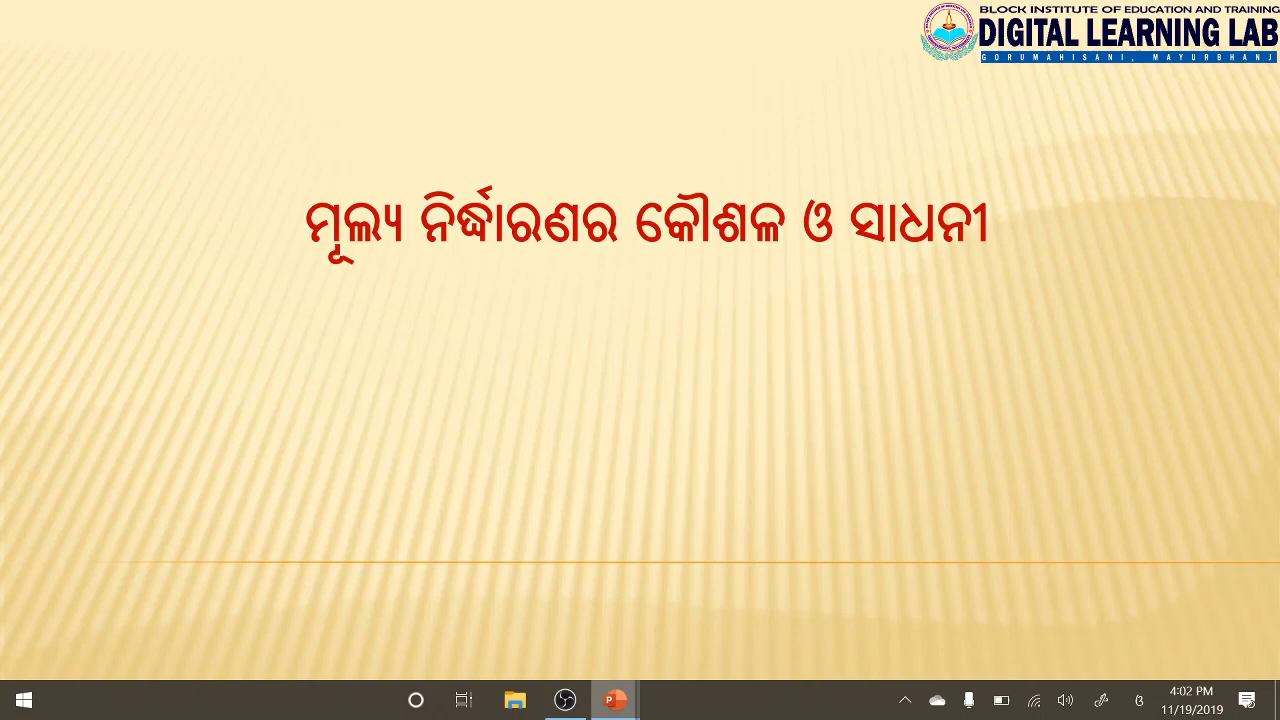 BLOCK INSTITUTE OF EDUCATION AND TRAINING
DIGITAL LEARNING LAB
GORUMAHISANI, MAYURBHANJ
ମୂଲ୍ୟ ନିର୍ଦ୍ଧାରଣର କୌଶଳ ଓ ସାଧନୀ
4:02 PM
11/19/2019